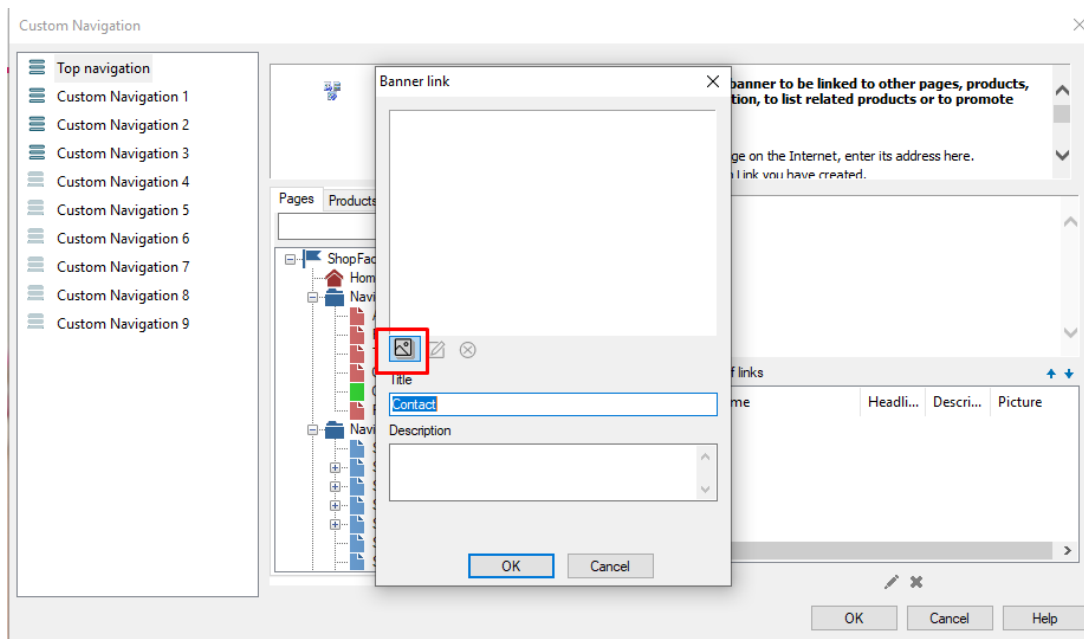 Custom Navigation
Top navigation
Custom Navigation 1
Custom Navigation 2
Custom Navigation 3
Custom Navigation 4
Custom Navigation 5
Custom Navigation 6
Custom Navigation 7
Custom Navigation 8
Custom Navigation 9
banner to be linked to other pages, products,
tion, to list related products or to promote
ge on the Internet, enter its address here.
Link you have created.
Pages Products
ShopFac
Hom
Navi
Navi
Banner link
Title
Contact
Description
OK Cancel
f links
me Headli... Descri... Picture
OK Cancel Help